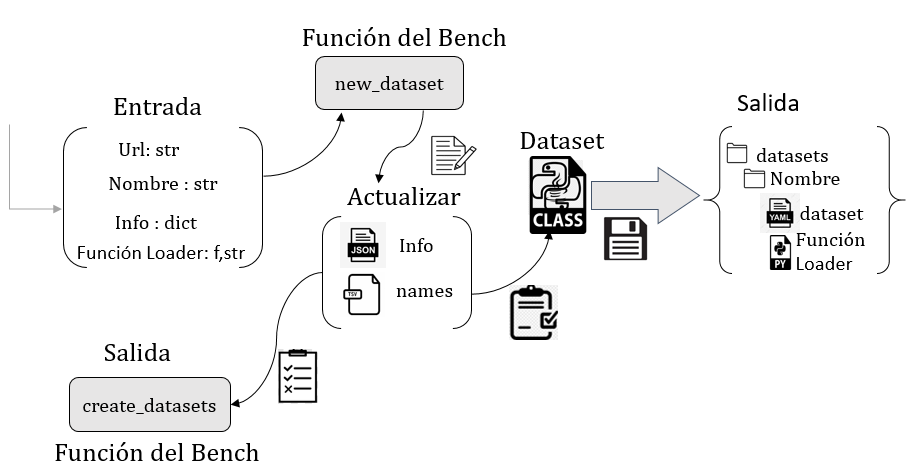 Función del Bench
new_dataset
Entrada
Url: str
Nombre : str
Info : dict
Función Loader: f,str
Actualizar
JSON
Info
TSV
names
Dataset
CLASS
Salida
datasets
Nombre
YAML
dataset
PY
Función
Loader
Salida
create_datasets
Función del Bench